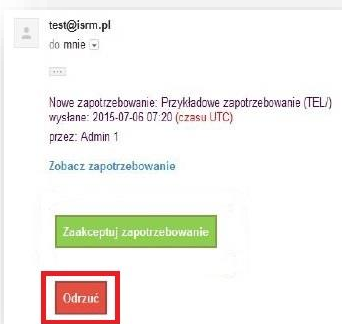 test@isrm.pl
do mnie
Nowe zapotrzebowanie: Przykładowe zapotrzebowanie (TEL/)
wysłane: 2015-07-06 07:20 (czasu UTC)
przez: Admin 1
Zobacz zapotrzebowanie
Zaakceptuj zapotrzebowanie
Odrzuć